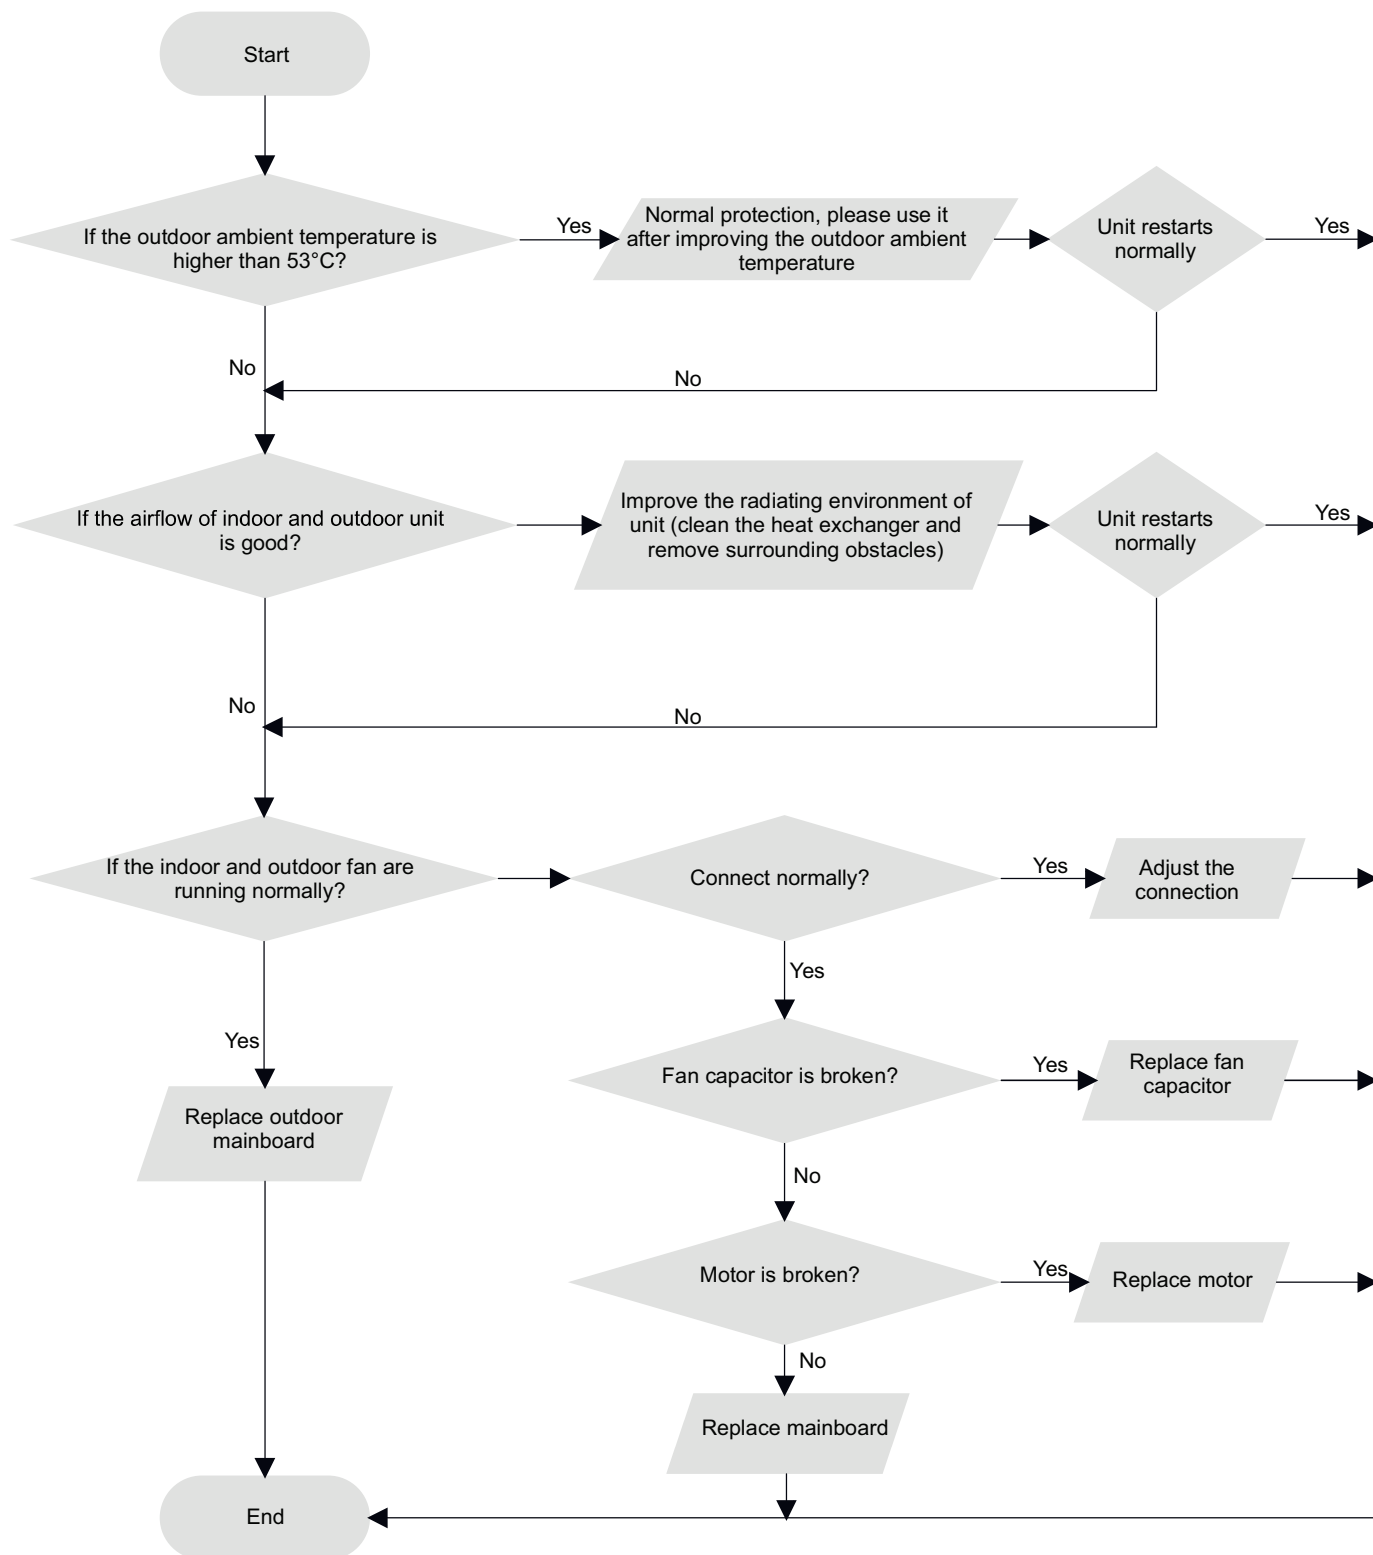 Start
If the outdoor ambient temperature is
higher than 53°C?
Yes
Normal protection, please use it
after improving the outdoor ambient
temperature
Unit restarts
normally
Yes
No
No
If the airflow of indoor and outdoor unit
is good?
Improve the radiating environment of
unit (clean the heat exchanger and
remove surrounding obstacles)
Unit restarts
normally
Yes
No
No
If the indoor and outdoor fan are
running normally?
Connect normally?
Yes
Adjust the
connection
Yes
Yes
Fan capacitor is broken?
Yes
Replace fan
capacitor
Replace outdoor
mainboard
No
Motor is broken?
Yes
Replace motor
No
Replace mainboard
End